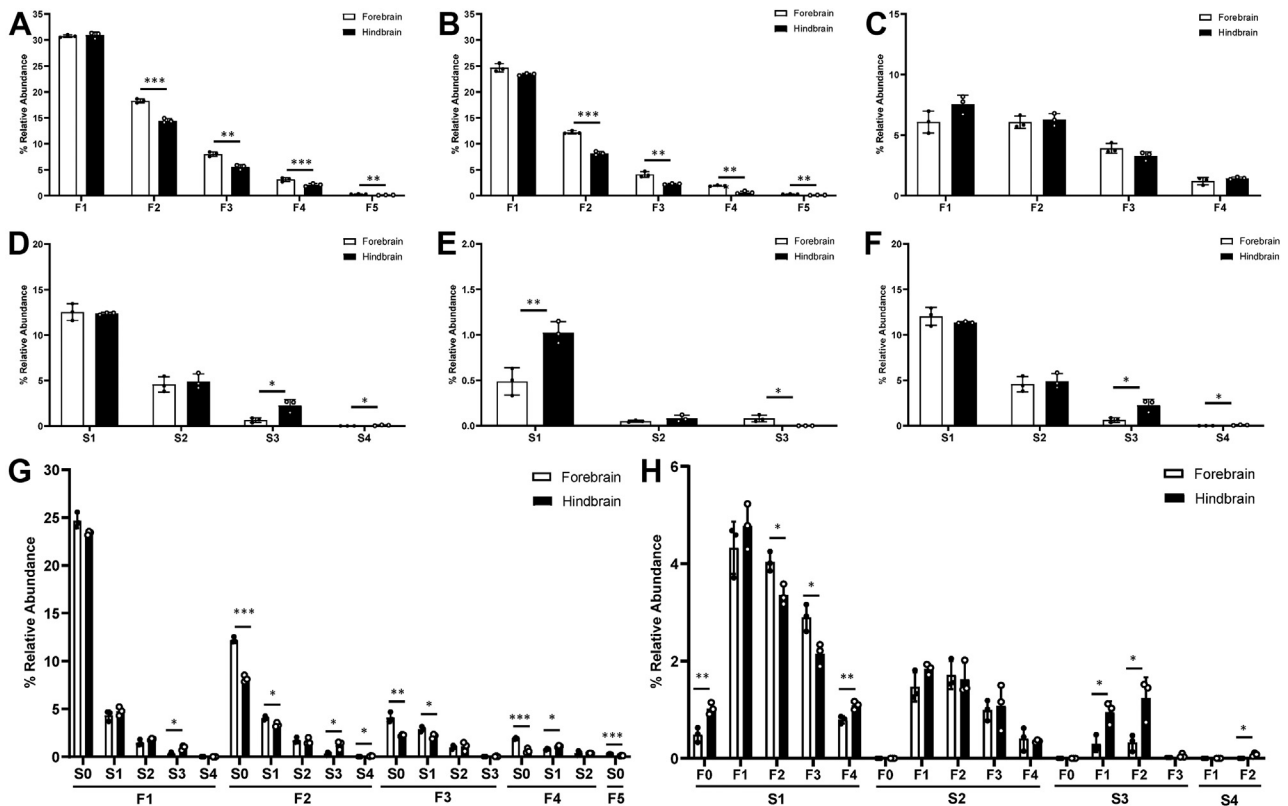 A
% Relative Abundance
35
30
25
20
15
10
5
0
***
**
***
**
F1 F2 F3 F4 F5
Forebrain
Hindbrain
B
% Relative Abundance
35
30
25
20
15
10
5
0
***
**
**
**
F1 F2 F3 F4 F5
Forebrain
Hindbrain
C
% Relative Abundance
15
10
5
0
F1 F2 F3 F4
Forebrain
Hindbrain
D
% Relative Abundance
20
15
10
5
0
*
*
S1 S2 S3 S4
Forebrain
Hindbrain
E
% Relative Abundance
2.0
1.5
1.0
0.5
0.0
**
*
S1 S2 S3
Forebrain
Hindbrain
F
% Relative Abundance
20
15
10
5
0
*
*
S1 S2 S3 S4
Forebrain
Hindbrain
G
% Relative Abundance
30
25
20
15
10
5
0
Forebrain
Hindbrain
*
***
*
*
*
**
*
***
*
***
S0 S1 S2 S3 S4 S0 S1 S2 S3 S4 S0 S1 S2 S3 S0 S1 S2 S0
F1 F2 F3 F4 F5
H
% Relative Abundance
6
4
2
0
Forebrain
Hindbrain
**
*
*
**
*
*
*
F0 F1 F2 F3 F4 F0 F1 F2 F3 F4 F0 F1 F2 F3 F1 F2
S1 S2 S3 S4